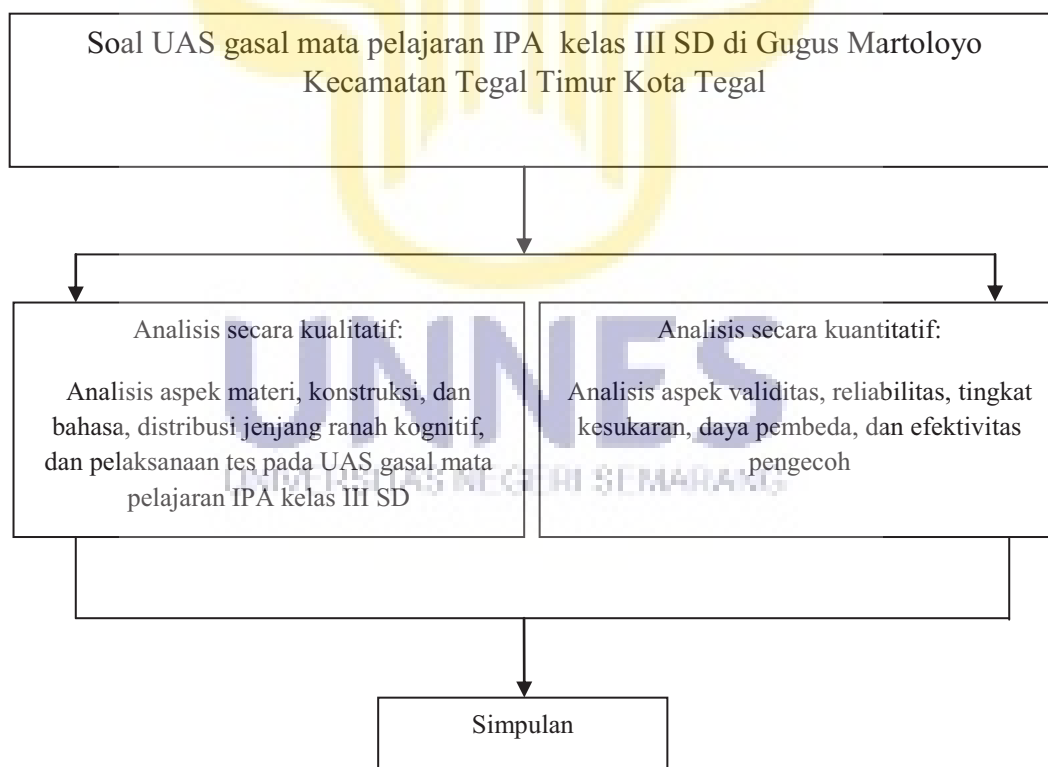 Soal UAS gasal mata pelajaran IPA kelas III SD di Gugus Martoloyo
Kecamatan Tegal Timur Kota Tegal
Analisis secara kualitatif:
Analisis aspek materi, konstruksi, dan
bahasa, distribusi jenjang ranah kognitif,
dan pelaksanaan tes pada UAS gasal mata
pelajaran IPA kelas III SD
Analisis secara kuantitatif:
Analisis aspek validitas, reliabilitas, tingkat
kesukaran, daya pembeda, dan efektivitas
pengecoh
UNNES
UNIVERSITAS NEGERI SEMARANG
Simpulan